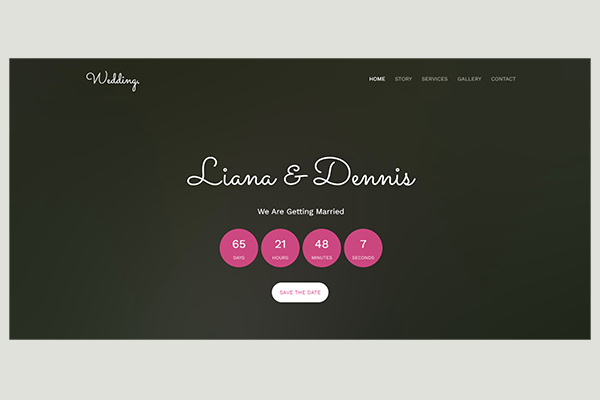 Wedding.
HOME STORY SERVICES GALLERY CONTACT
Liana & Dennis
We Are Getting Married
65 21 48 7
DAYS HOURS MINUTES SECONDS
SAVE THE DATE